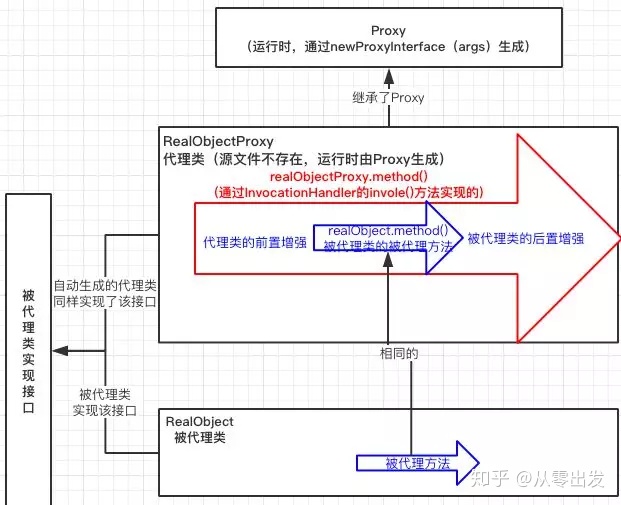 Proxy
（运行时，通过newProxyInterface（args）生成）
继承了Proxy
RealObjectProxy
代理类（源文件不存在，运行时由Proxy生成）
realObjectProxy.method()
（通过InvocationHandler的invole()方法实现的）
代理类的前置增强
realObject.method()
被代理类的被代理方法
被代理类的后置增强
自动生成的代理类
同样实现了该接口
被代理类实现接口
相同的
被代理类
实现该接口
RealObject
被代理类
被代理方法
知乎 @从零出发